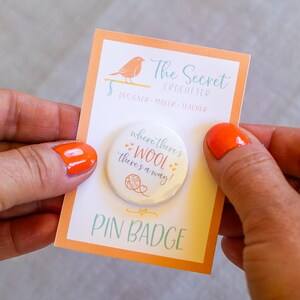 The Secret
CROCHETER
DESIGNER • MAKER • TEACHER
where there's
WOOL
there's a way!
PIN BADGE